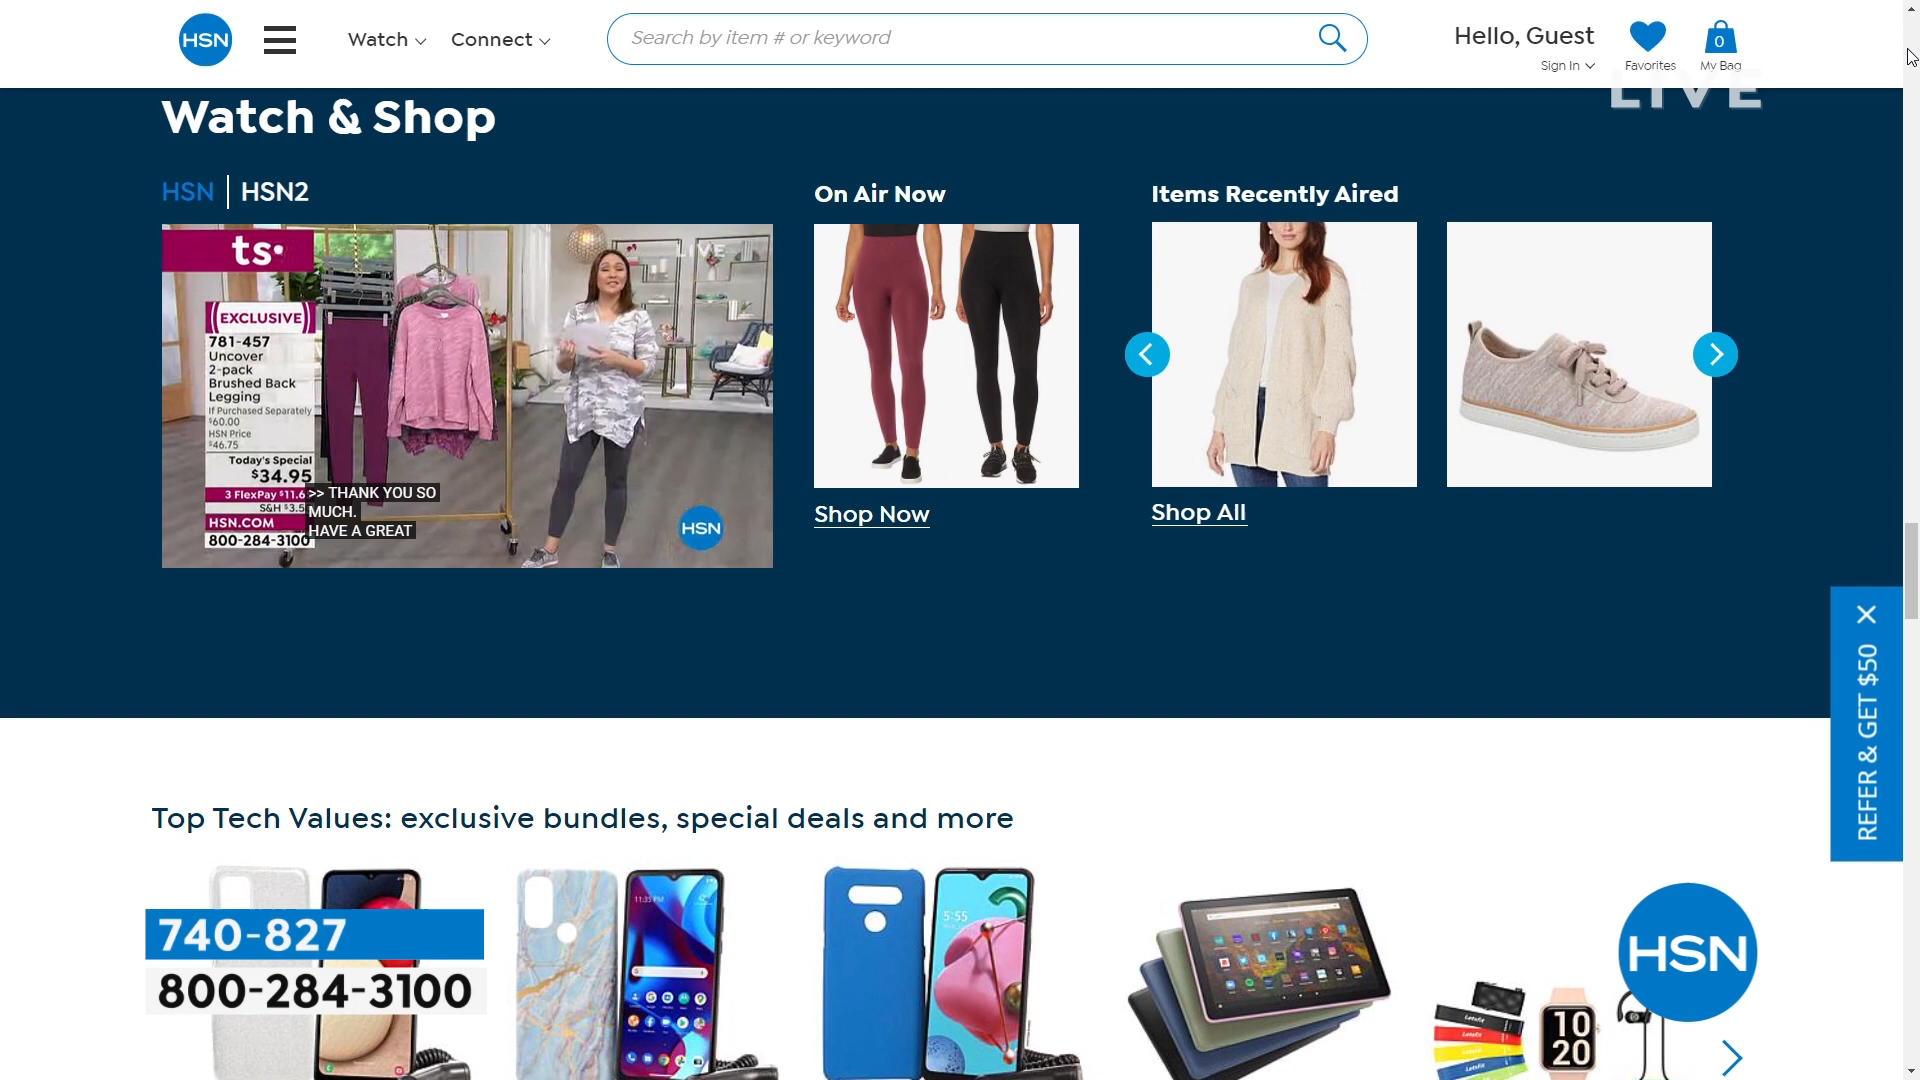 HSN
Watch
Connect
Search by item # or keyword
Hello, Guest
Sign In
Favorites
0
My Bag
LIVE
Watch & Shop
HSN | HSN2
On Air Now
Items Recently Aired
ts.
LIVE
EXCLUSIVE
781-457
Uncover
2-pack
Brushed Back
Legging
If Purchased Separately
$60.00
HSN Price
$46.75
Today's Special
$34.95
3 FlexPay $11.6
S&H $3.5
HSN.COM
800-284-3100
>> THANK YOU SO
MUCH.
HAVE A GREAT
HSN
Shop Now
Shop All
REFER & GET $50
Top Tech Values: exclusive bundles, special deals and more
740-827
800-284-3100
11:35 PM
5:55
HSN
Letsfit
Letsfit
Letsfit
10
20